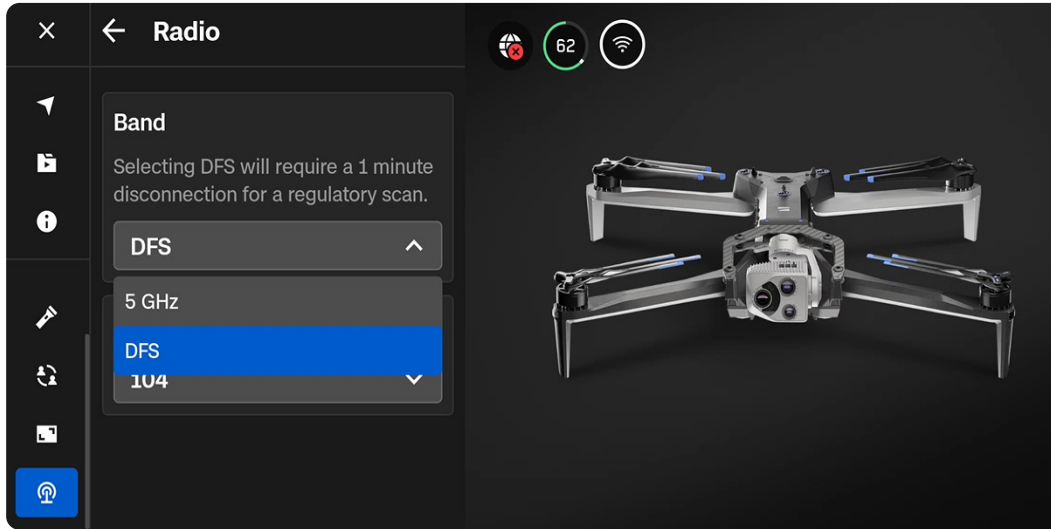 Radio
62
Band
Selecting DFS will require a 1 minute
disconnection for a regulatory scan.
DFS
5 GHz
DFS
104